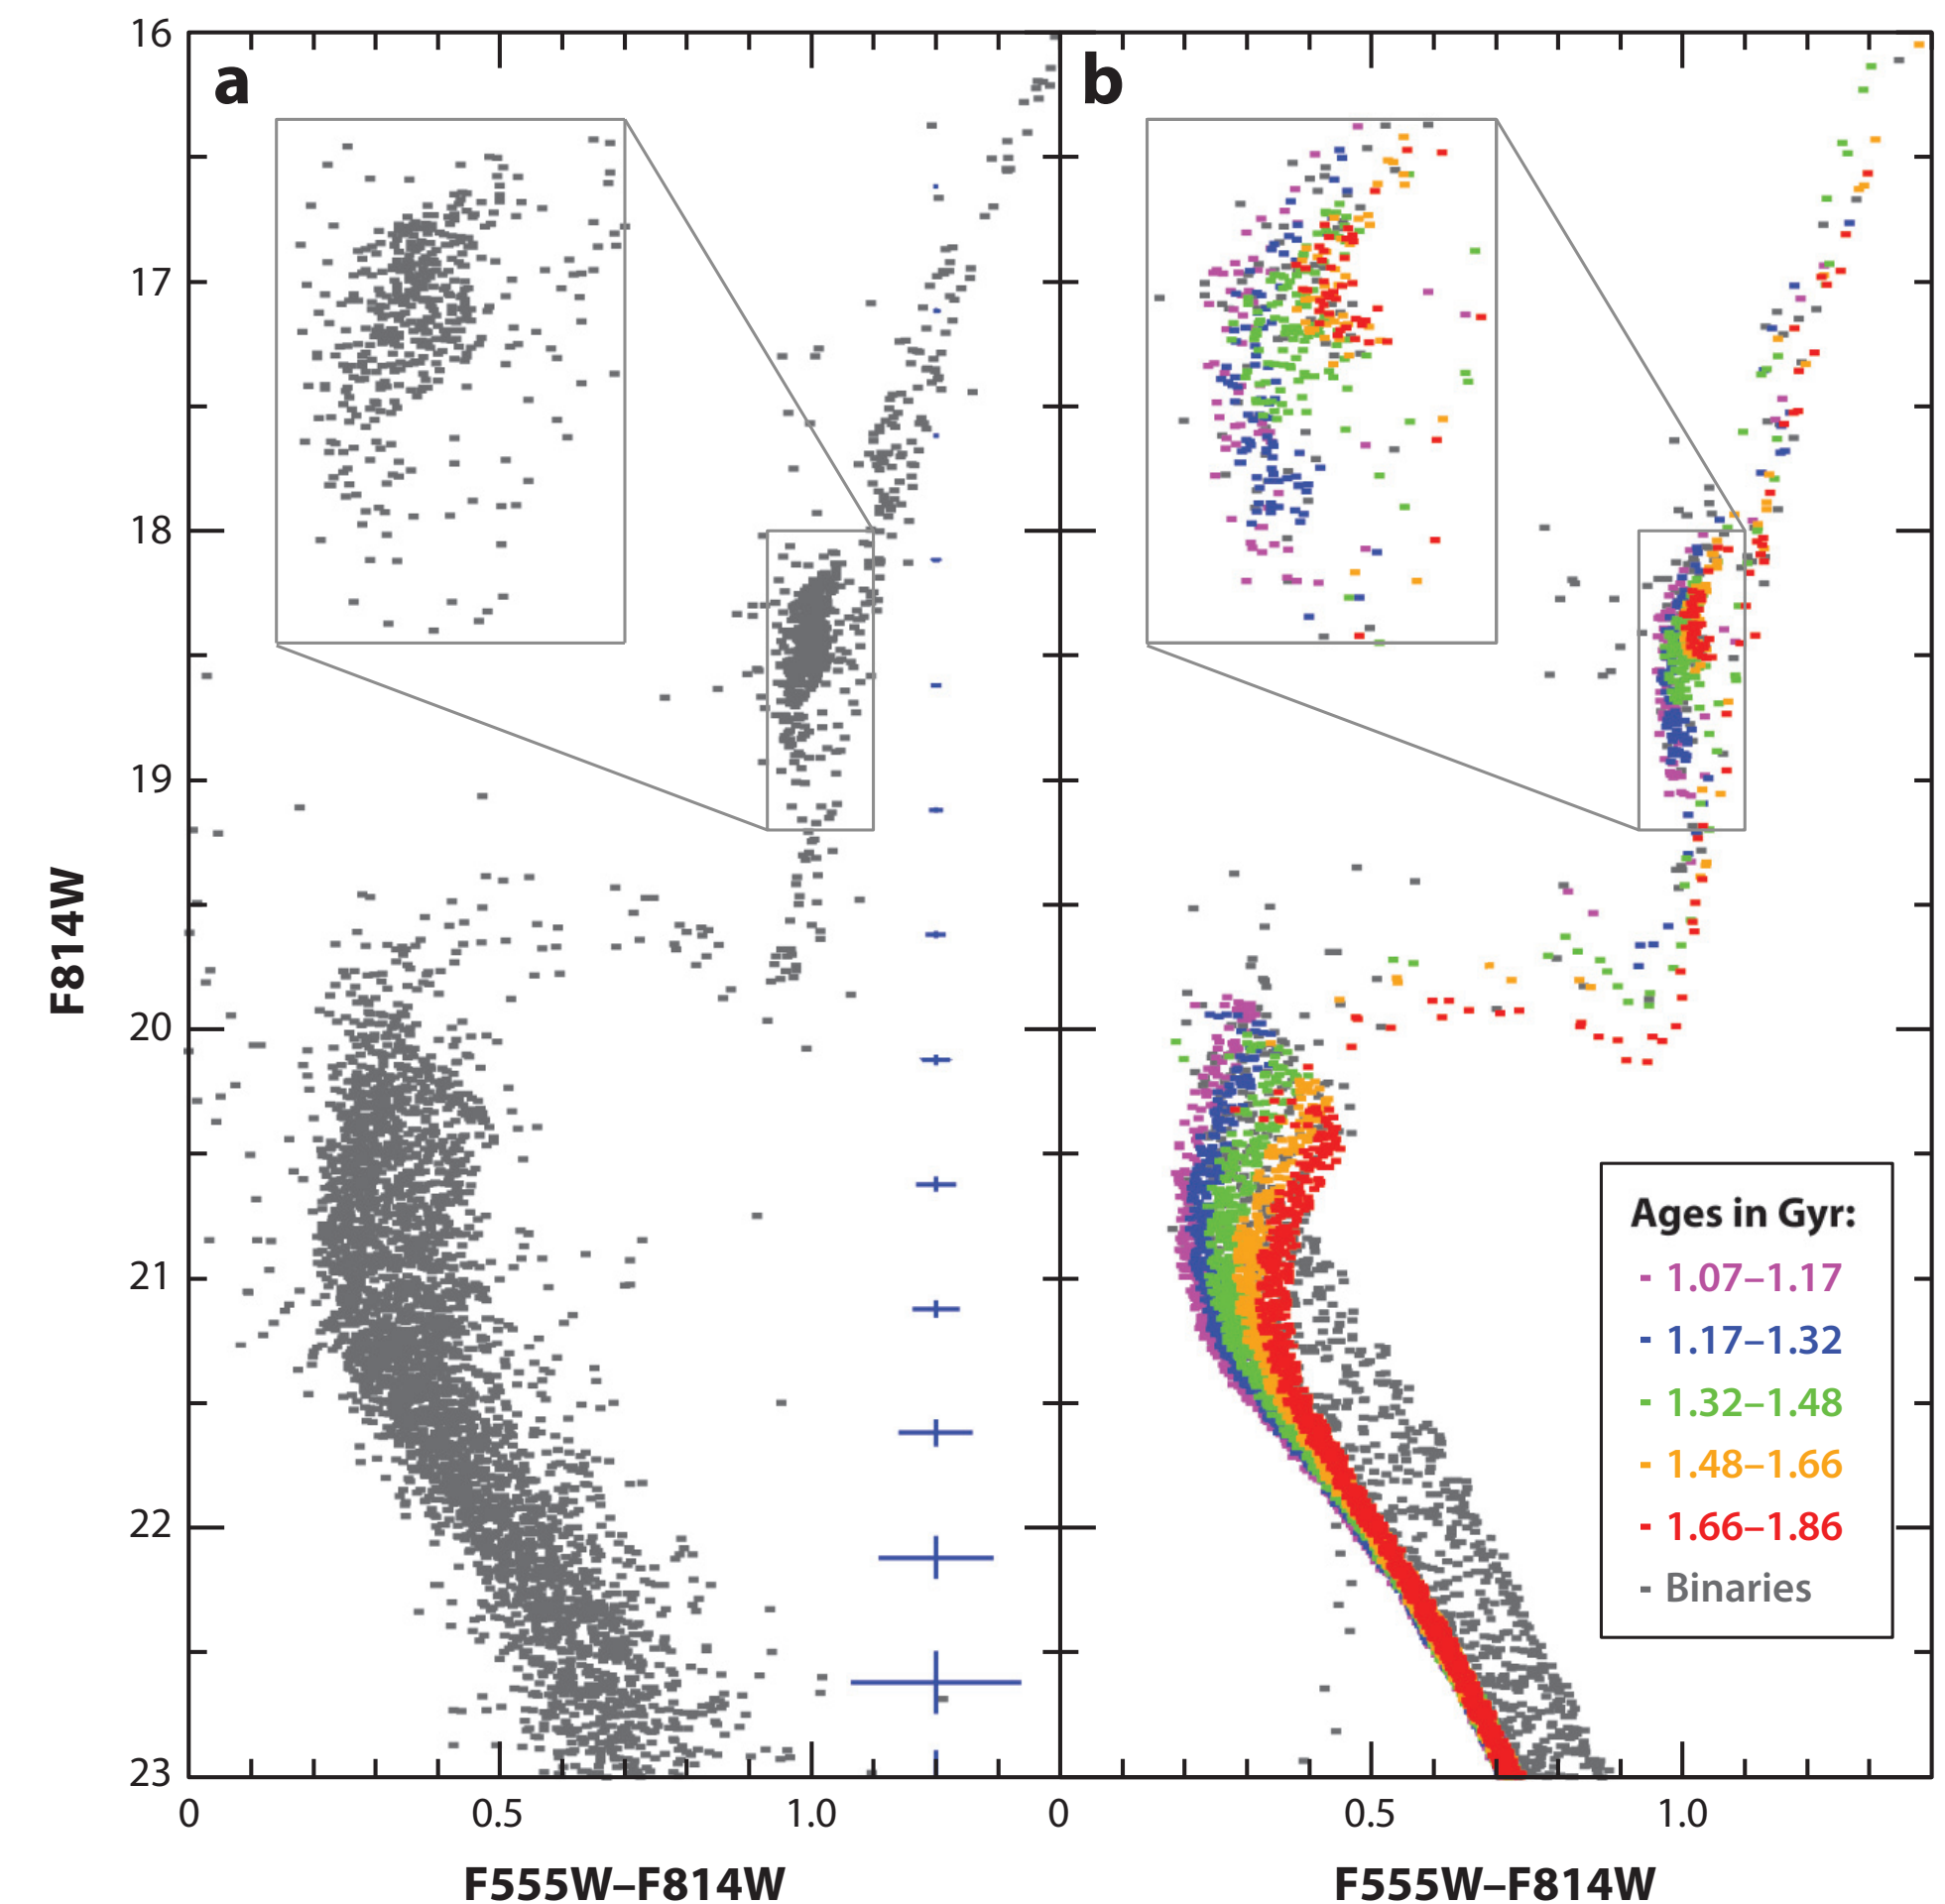 a
b
16
17
18
19
20
21
22
23
F814W
Ages in Gyr:
- 1.07–1.17
- 1.17–1.32
- 1.32–1.48
- 1.48–1.66
- 1.66–1.86
- Binaries
0 0.5 1.0 0 0.5 1.0
F555W–F814W F555W–F814W